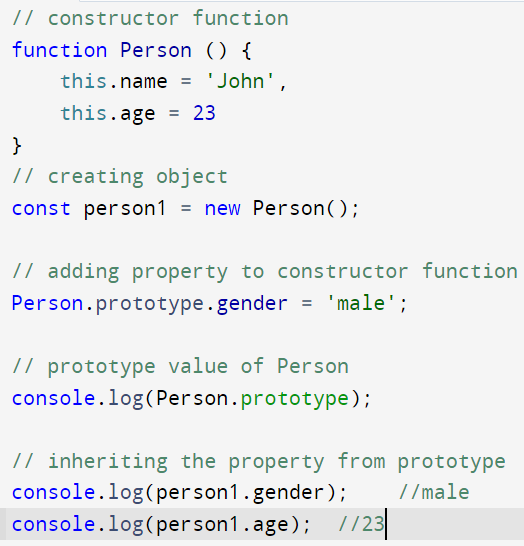 // constructor function
function Person () {
    this.name = 'John',
    this.age = 23
}
// creating object
const person1 = new Person();

// adding property to constructor function
Person.prototype.gender = 'male';

// prototype value of Person
console.log(Person.prototype);

// inheriting the property from prototype
console.log(person1.gender);    //male
console.log(person1.age);  //23